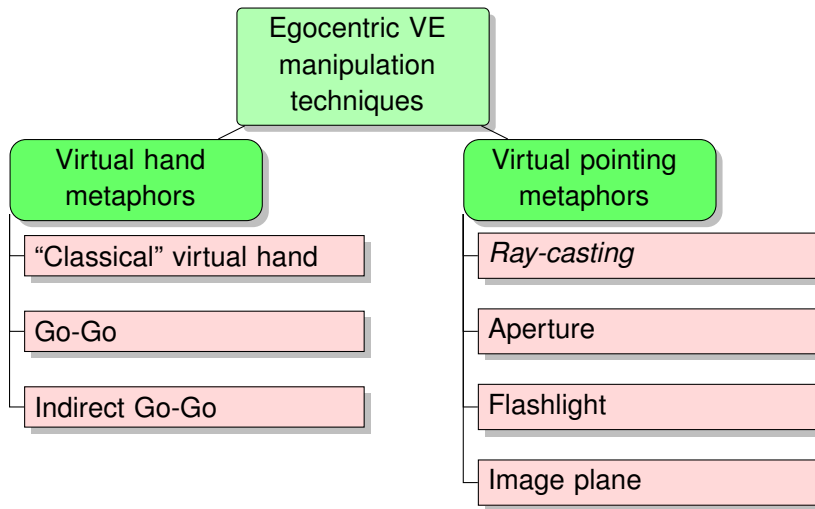 Egocentric VE
manipulation
techniques
Virtual hand
metaphors
“Classical” virtual hand
Go-Go
Indirect Go-Go
Virtual pointing
metaphors
Ray-casting
Aperture
Flashlight
Image plane